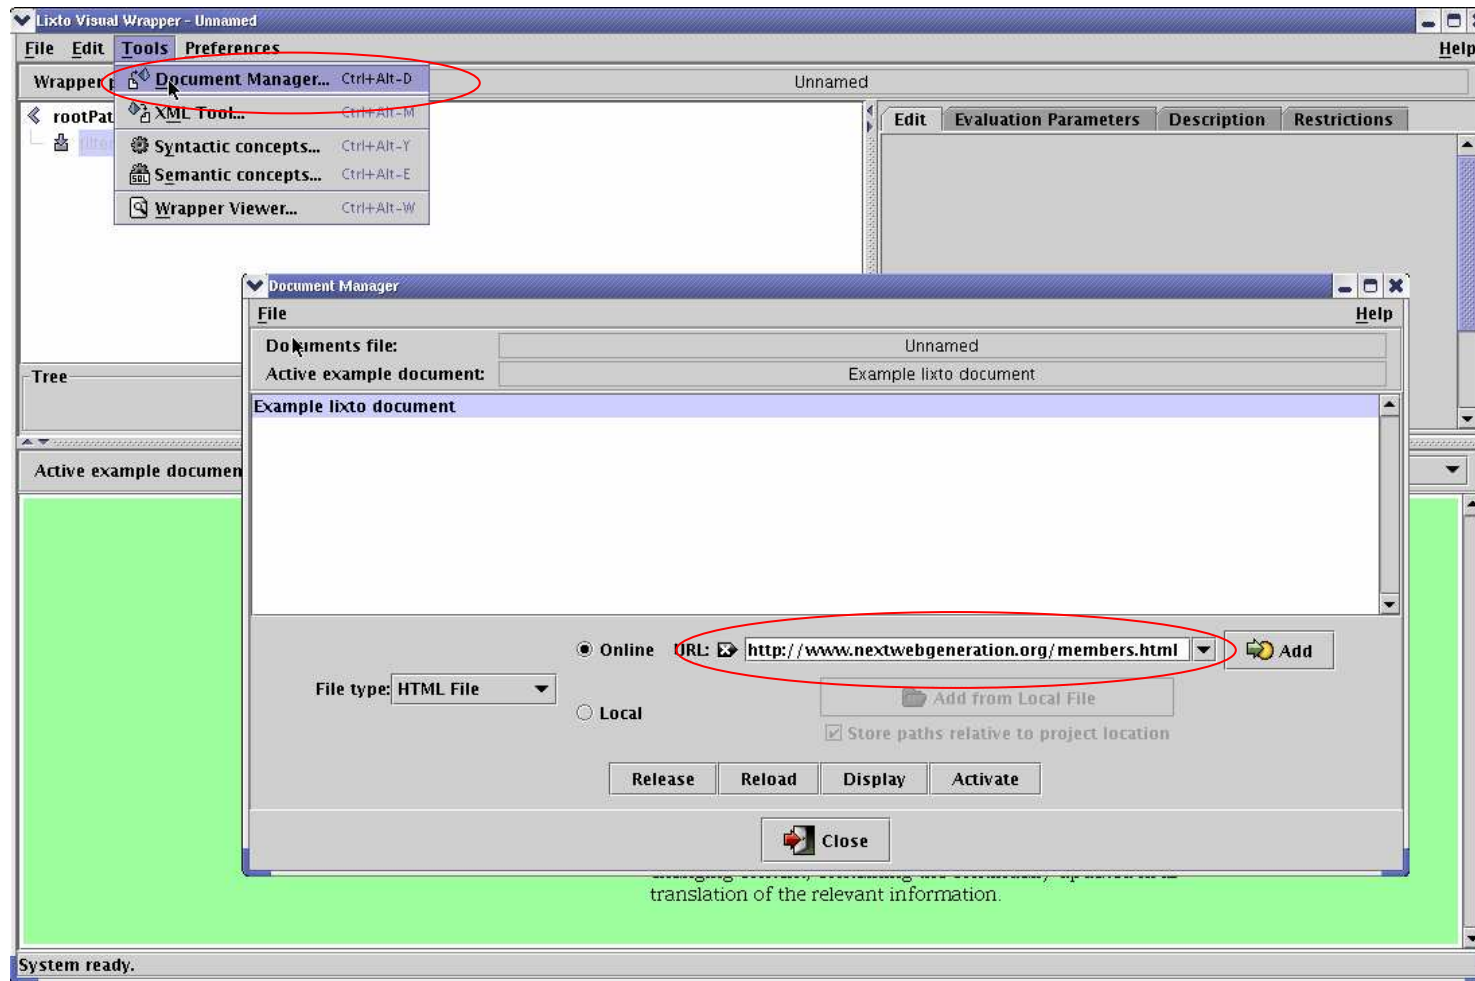 Lixto Visual Wrapper - Unnamed
File Edit Tools Preferences Help
Wrapper Unnamed
Document Manager... Ctrl+Alt-D
XML Tool... Ctrl+Alt-M
Syntactic concepts... Ctrl+Alt-Y
Semantic concepts... Ctrl+Alt-E
Wrapper Viewer... Ctrl+Alt-W
rootPat
filter
Edit Evaluation Parameters Description Restrictions
Tree
Active example documen
Document Manager
File Help
Documents file: Unnamed
Active example document: Example lixto document
Example lixto document
Online URL: http://www.nextwebgeneration.org/members.html Add
File type: HTML File
Add from Local File
Local
Store paths relative to project location
Release Reload Display Activate
Close
translation of the relevant information.
System ready.